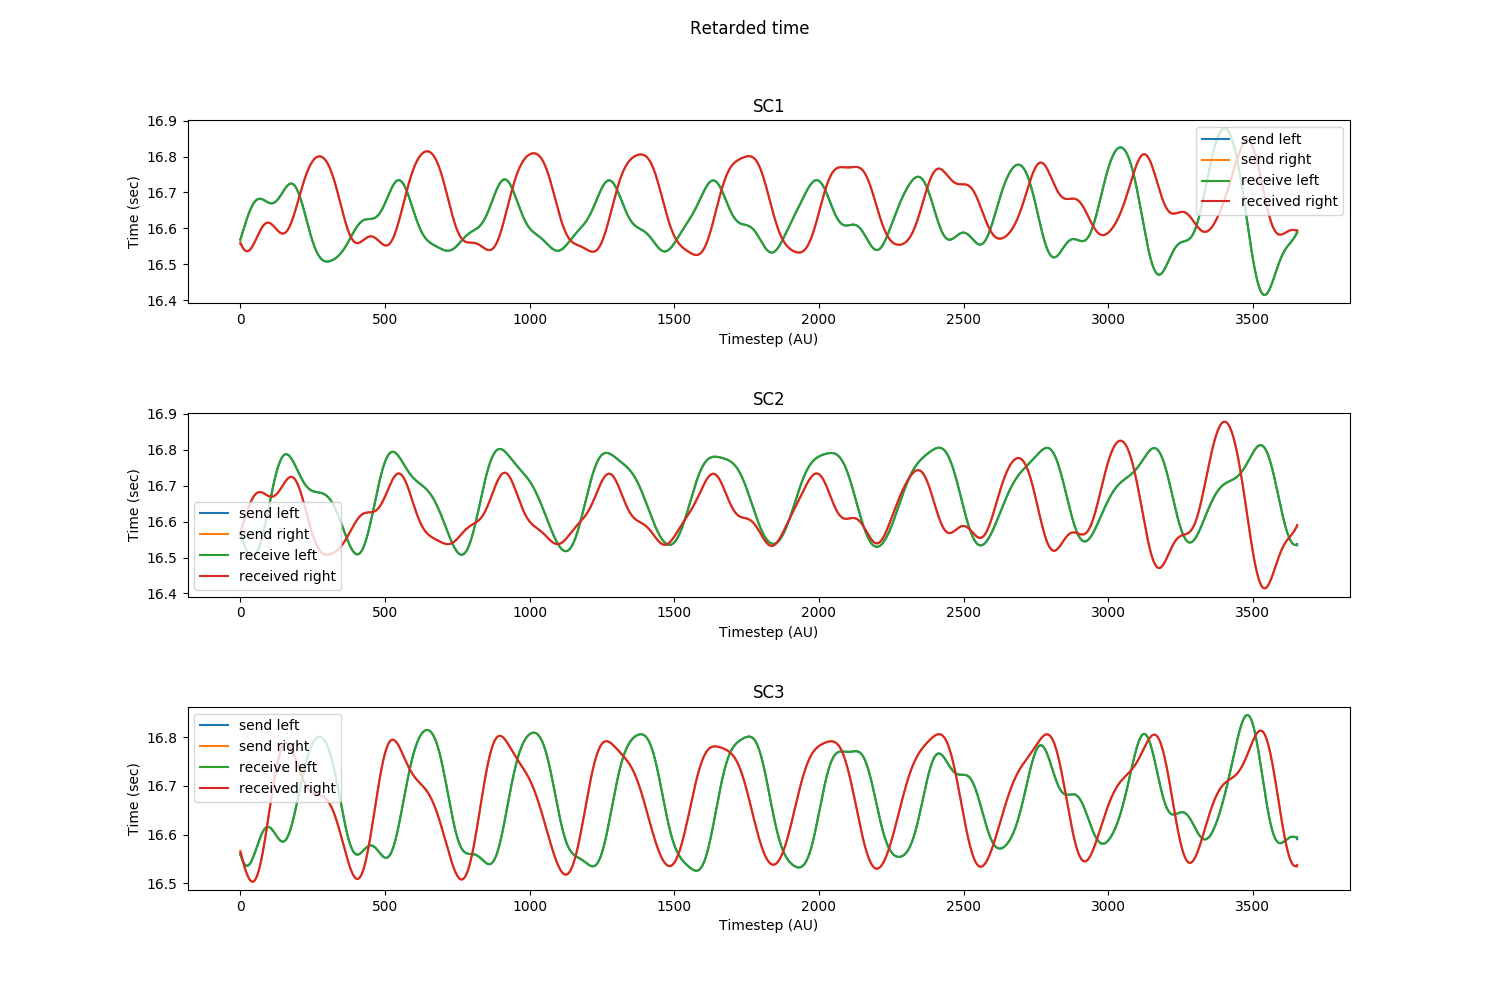 Retarded time
SC1
Time (sec)
16.9
16.8
16.7
16.6
16.5
16.4
send left
send right
receive left
received right
0 500 1000 1500 2000 2500 3000 3500
Timestep (AU)
SC2
Time (sec)
16.9
16.8
16.7
16.6
16.5
16.4
send left
send right
receive left
received right
0 500 1000 1500 2000 2500 3000 3500
Timestep (AU)
SC3
Time (sec)
16.8
16.7
16.6
16.5
send left
send right
receive left
received right
0 500 1000 1500 2000 2500 3000 3500
Timestep (AU)